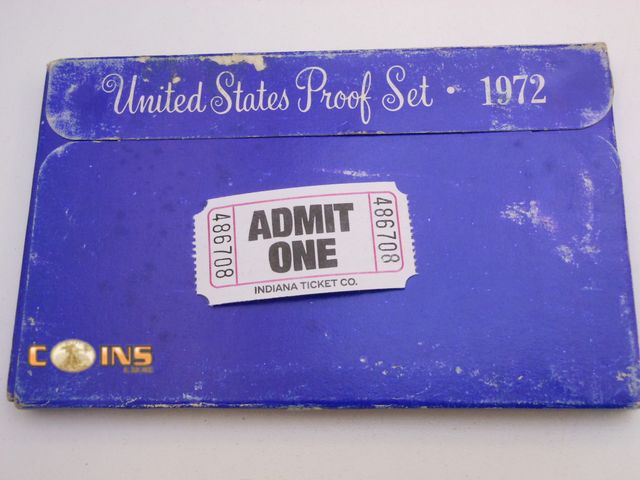 United States Proof Set • 1972
486708
ADMIT
ONE
486708
INDIANA TICKET CO.
COINS